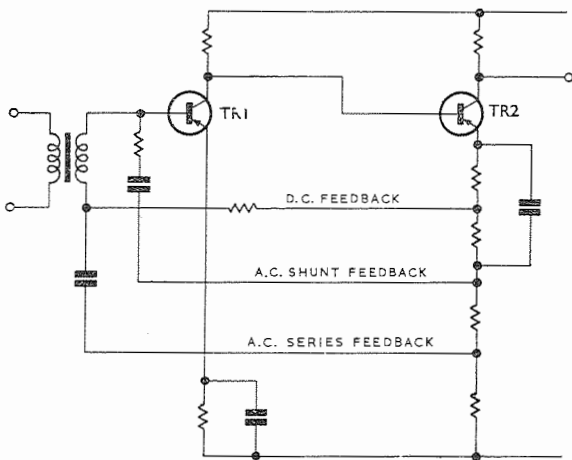 TR1
TR2
D.C. FEEDBACK
A.C. SHUNT FEEDBACK
A.C. SERIES FEEDBACK